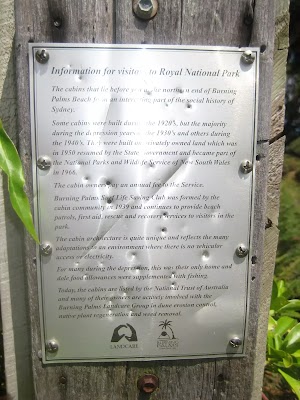 Information for visitors to Royal National Park
The cabins that lie before you at the northern end of Burning
Palms Beach form an interesting part of the social history of
Sydney.
Some cabins were built during the 1920's, but the majority
during the depression years of the 1930's and others during
the 1940's. They were built on privately owned land which was
in 1950 resumed by the State Government and became part of
the National Parks and Wildlife Service of New South Wales
in 1966.
The cabin owners pay an annual fee to the Service.
Burning Palms Surf Life Saving Club was formed by the
cabin community in 1939 and continues to provide beach
patrols, first aid, rescue and recovery services to visitors in the
park.
The cabin architecture is quite unique and reflects the many
adaptations to an environment where there is no vehicular
access or electricity.
For many during the depression, this was their only home and
dole food allowances were supplemented with fishing.
Today, the cabins are listed by the National Trust of Australia
and many of their owners are actively involved with the
Burning Palms Landcare Group in dune erosion control,
native plant regeneration and weed removal.
LANDCARE